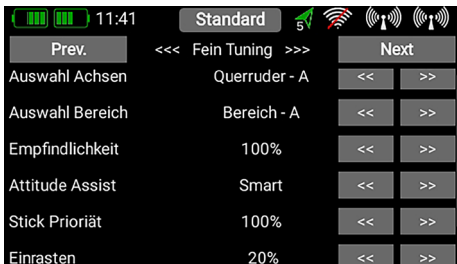 11:41 Standard 5
Prev. <<< Fein Tuning >>> Next
Auswahl Achsen Querruder - A << >>
Auswahl Bereich Bereich - A << >>
Empfindlichkeit 100% << >>
Attitude Assist Smart << >>
Stick Prioriät 100% << >>
Einrasten 20% << >>